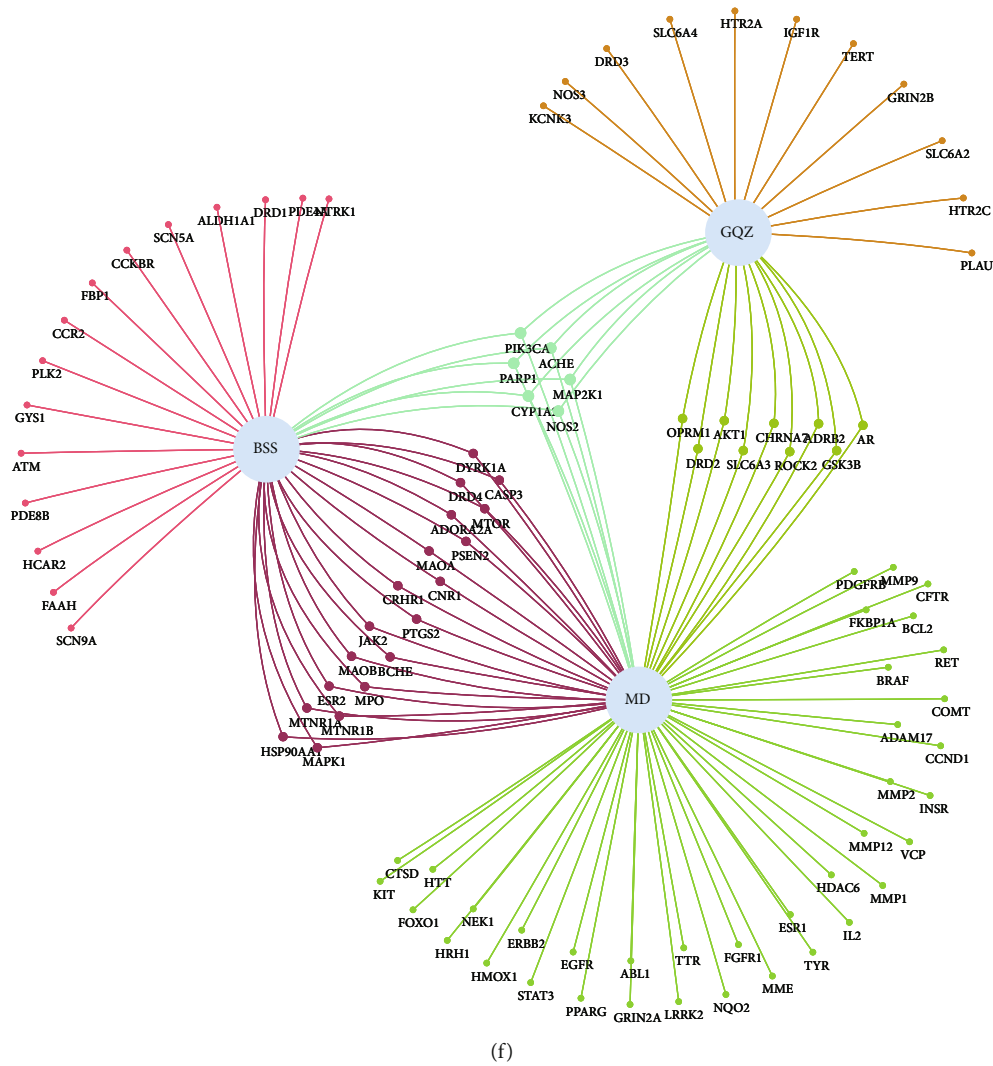 HTR2A
SLC6A4
IGF1R
TERT
DRD3
NOS3
GRIN2B
KCNK3
SLC6A2
HTR2C
GQZ
PLAU
DRD1
NTRK1
ALDH1A1
SCN5A
CCKBR
FBP1
CCR2
PLK2
GYS1
BSS
ATM
PDE8B
HCAR2
FAAH
SCN9A
PIK3CA
ACHE
PARP1
MAP2K1
NOS2
OPRM1
AKT1
CHRNA7
ADRB2
AR
DRD2
SLC6A3
ROCK2
GSK3B
DYRK1A
DRD4
CASP3
MTOR
ADORA2A
PSEN2
MAOA
CNR1
CRHR1
PTGS2
JAK2
MAOB
BCHE
ESR2
MPO
MTNR1A
MTNR1B
HSP90AA1
MAPK1
MD
PDGFRB
MMP9
CFTR
FKBP1A
BCL2
RET
BRAF
COMT
ADAM17
CCND1
MMP2
INSR
MMP12
VCP
HDAC6
MMP1
CTSD
HTT
KIT
FOXO1
NEK1
HRH1
ERBB2
HMOX1
EGFR
STAT3
PPARG
ABL1
GRIN2A
TTR
LRRK2
FGFR1
NQO2
MME
ESR1
IL2
TYR
(f)